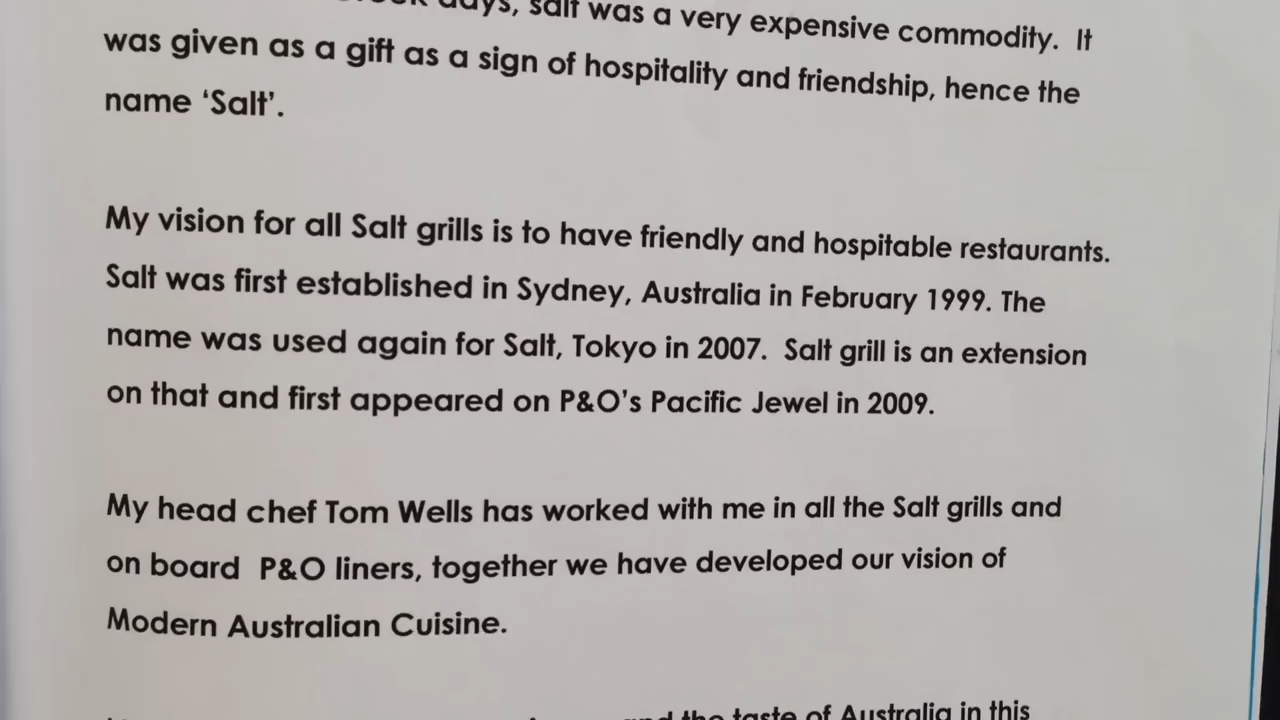 days, salt was a very expensive commodity. It
was given as a gift as a sign of hospitality and friendship, hence the
name ‘Salt’.
My vision for all Salt grills is to have friendly and hospitable restaurants.
Salt was first established in Sydney, Australia in February 1999. The
name was used again for Salt, Tokyo in 2007. Salt grill is an extension
on that and first appeared on P&O’s Pacific Jewel in 2009.
My head chef Tom Wells has worked with me in all the Salt grills and
on board P&O liners, together we have developed our vision of
Modern Australian Cuisine.
and the taste of Australia in this